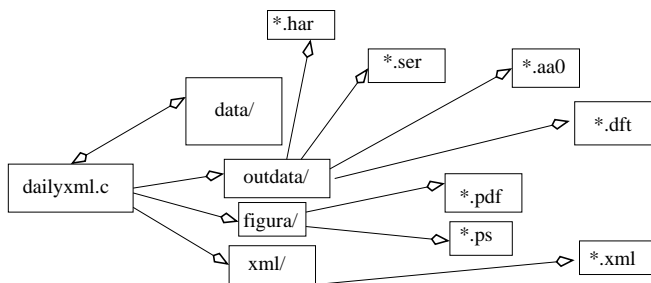 *.har
*.ser
*.aa0
data/
*.dft
dailyxml.c
outdata/
*.pdf
figura/
*.ps
xml/
*.xml